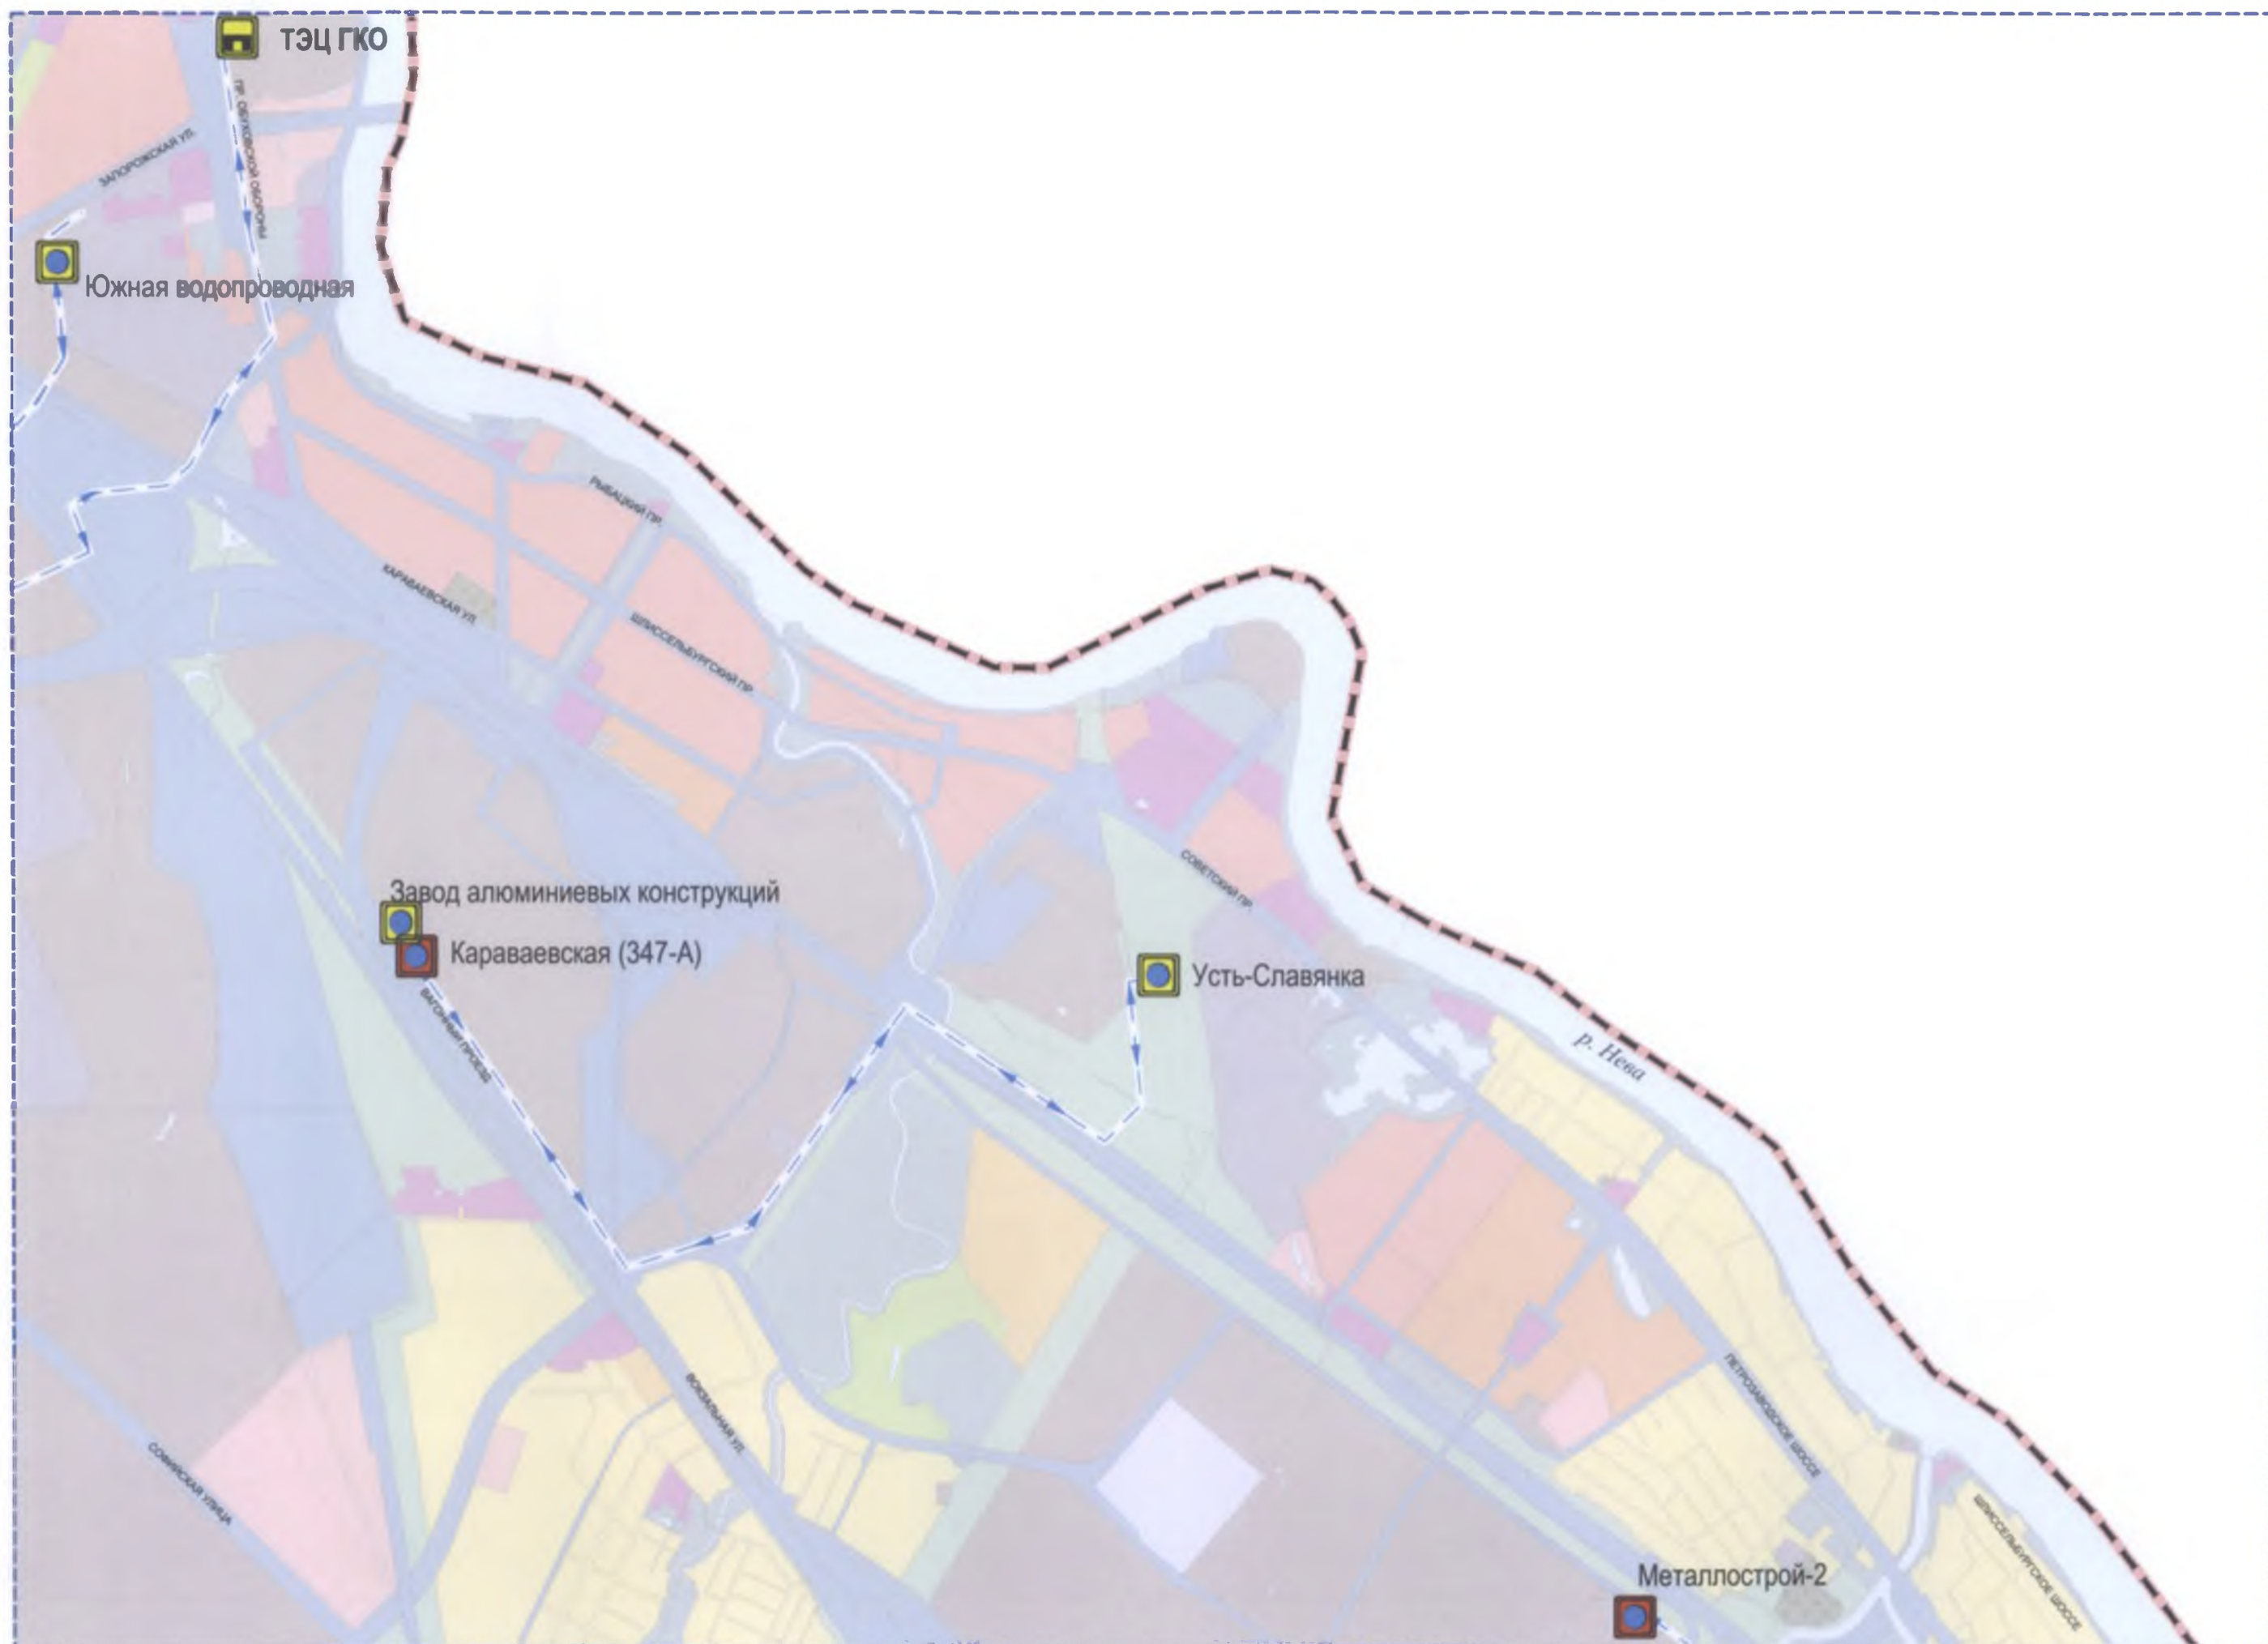 ТЭЦ ГКО
ПР. ОБУХОВСКОЙ ОБОРОНЫ
ЗАПОРОЖСКАЯ УЛ.
Южная водопроводная
РЫБАЦКИЙ ПР.
КАРАВАЕВСКАЯ УЛ.
ШЛИССЕЛЬБУРГСКИЙ ПР.
СОВЕТСКИЙ ПР.
Завод алюминиевых конструкций
Караваевская (347-А)
Усть-Славянка
ВАГОННЫЙ ПРОЕЗД
р. Нева
ВОКЗАЛЬНАЯ УЛ.
ПЕТРОЗАВОДСКОЕ ШОССЕ
СОФИЙСКАЯ УЛИЦА
ШЛИССЕЛЬБУРГСКОЕ ШОССЕ
Металлострой-2